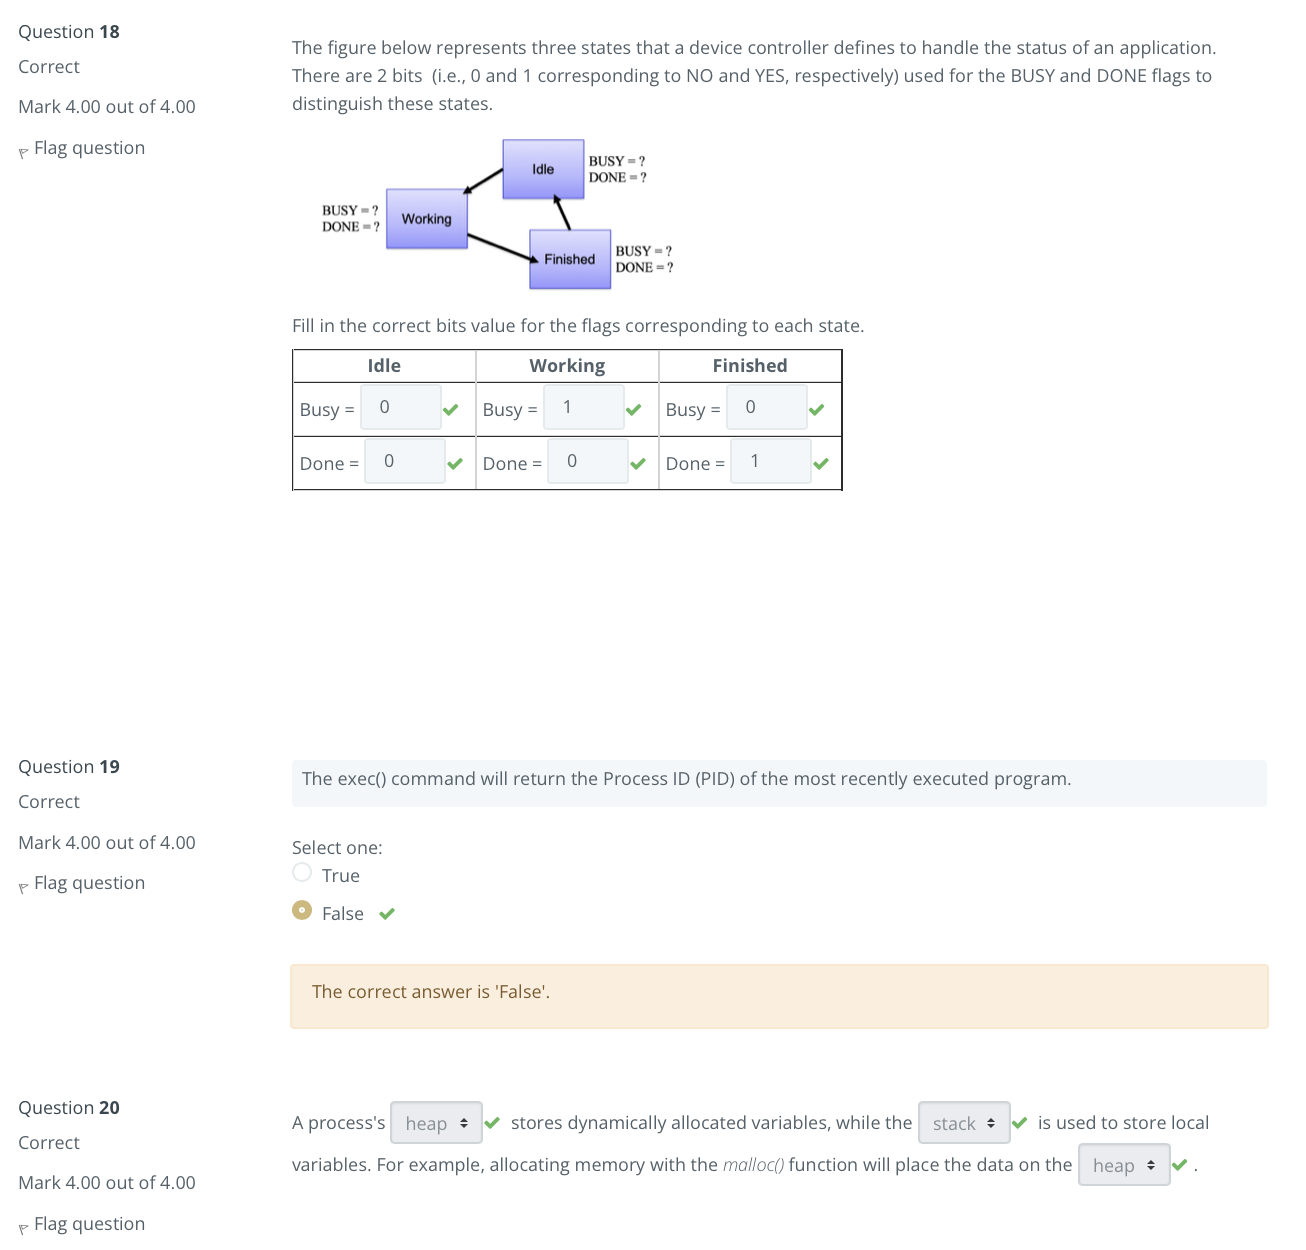 Question 18
Correct
Mark 4.00 out of 4.00
Flag question
The figure below represents three states that a device controller defines to handle the status of an application.
There are 2 bits (i.e., 0 and 1 corresponding to NO and YES, respectively) used for the BUSY and DONE flags to
distinguish these states.
Idle
BUSY = ?
DONE = ?
BUSY = ?
DONE = ?
Working
Finished
BUSY = ?
DONE = ?
Fill in the correct bits value for the flags corresponding to each state.
Idle Working Finished
Busy = 0 Busy = 1 Busy = 0
Done = 0 Done = 0 Done = 1
Question 19
Correct
Mark 4.00 out of 4.00
Flag question
The exec() command will return the Process ID (PID) of the most recently executed program.
Select one:
True
False
The correct answer is 'False'.
Question 20
Correct
Mark 4.00 out of 4.00
Flag question
A process's heap stores dynamically allocated variables, while the stack is used to store local
variables. For example, allocating memory with the malloc() function will place the data on the heap .